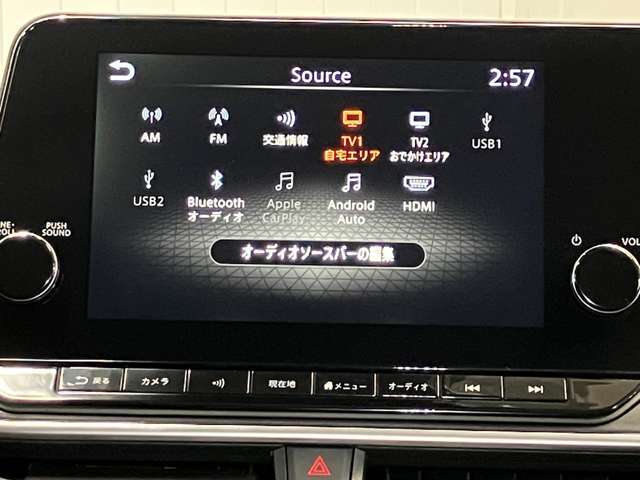 Source 2:57
AM FM 交通情報 TV1 TV2 USB1
自宅エリア おでかけエリア
USB2 Bluetooth Apple Android HDMI
オーディオ CarPlay Auto
オーディオソースバーの編集
PUSH
SOUND
VOL
戻る カメラ 現在地 メニュー オーディオ